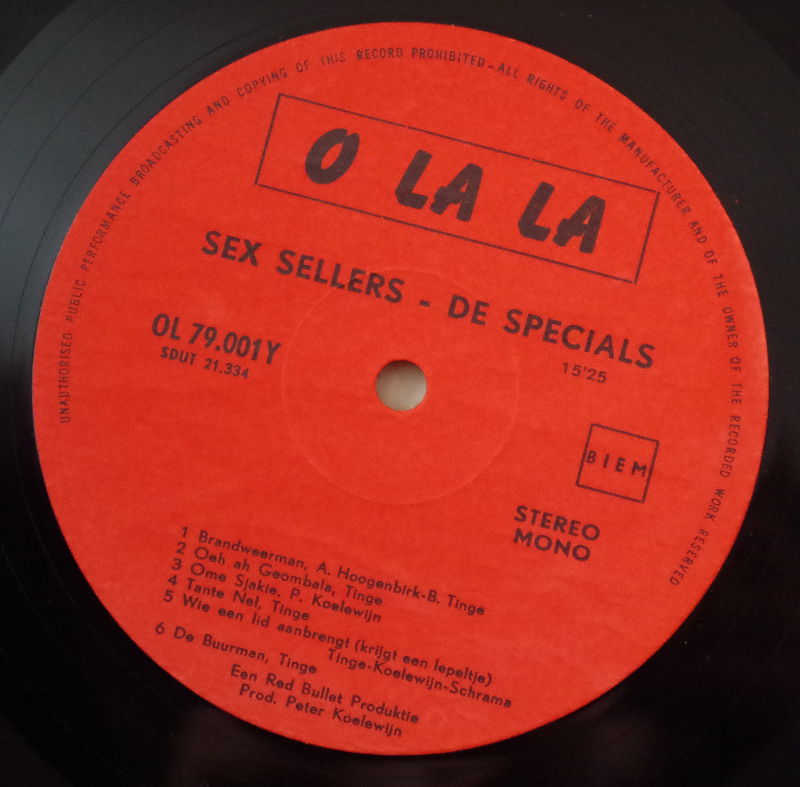 UNAUTHORISED PUBLIC PERFORMANCE BROADCASTING AND COPYING OF THIS RECORD PROHIBITED - ALL RIGHTS OF THE MANUFACTURER AND OF THE OWNER OF THE RECORDED WORK RESERVED
O LA LA
SEX SELLERS - DE SPECIALS
OL 79.001Y
SDUT 21.334
15'25
BIEM
STEREO
MONO
1 Brandweerman, A. Hoogenbirk-B. Tinge
2 Oeh ah Geombala, Tinge
3 Ome Sjakie, P. Koelewijn
4 Tante Nel, Tinge
5 Wie een lid aanbrengt (krijgt een lepeltje)
Tinge-Koelewijn-Schrama
6 De Buurman, Tinge
Een Red Bullet Produktie
Prod. Peter Koelewijn